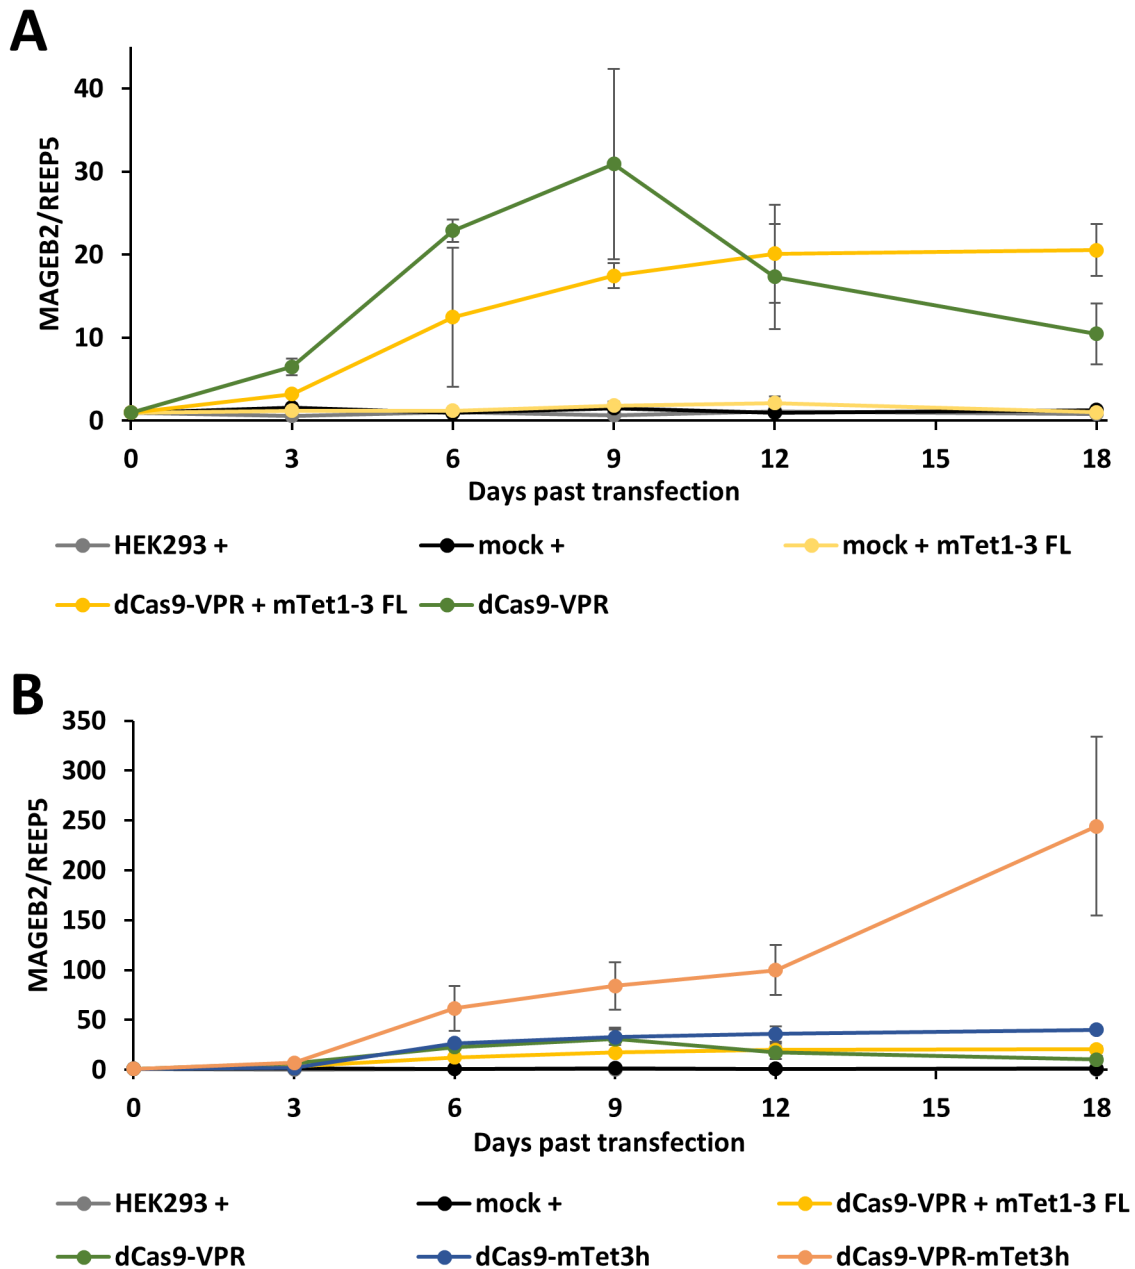 A
MAGEB2/REEP5
40
30
20
10
0
0 3 6 9 12 15 18
Days past transfection
HEK293 + mock + mock + mTet1-3 FL
dCas9-VPR + mTet1-3 FL dCas9-VPR
B
MAGEB2/REEP5
350
300
250
200
150
100
50
0
0 3 6 9 12 15 18
Days past transfection
HEK293 + mock + dCas9-VPR + mTet1-3 FL
dCas9-VPR dCas9-mTet3h dCas9-VPR-mTet3h